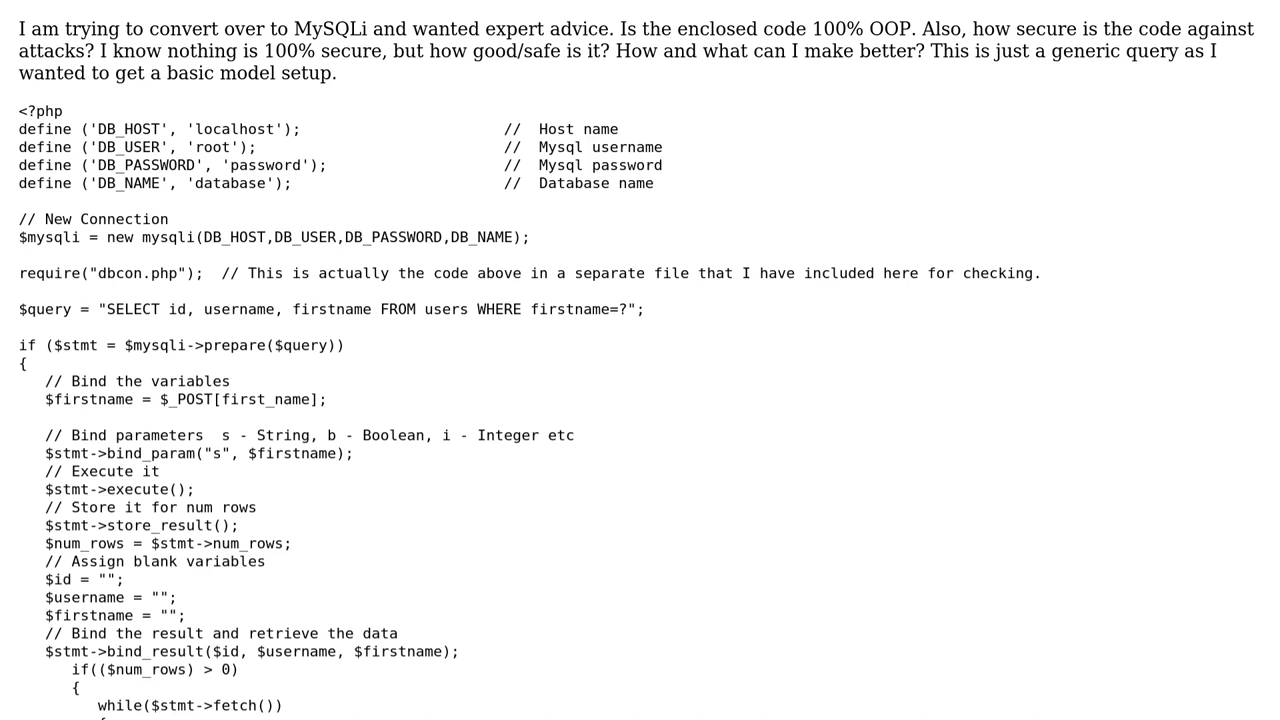 I am trying to convert over to MySQLi and wanted expert advice. Is the enclosed code 100% OOP. Also, how secure is the code against
attacks? I know nothing is 100% secure, but how good/safe is it? How and what can I make better? This is just a generic query as I
wanted to get a basic model setup.
<?php
define ('DB_HOST', 'localhost');                       //  Host name
define ('DB_USER', 'root');                            //  Mysql username
define ('DB_PASSWORD', 'password');                    //  Mysql password
define ('DB_NAME', 'database');                        //  Database name
// New Connection
$mysqli = new mysqli(DB_HOST,DB_USER,DB_PASSWORD,DB_NAME);
require("dbcon.php");  // This is actually the code above in a separate file that I have included here for checking.
$query = "SELECT id, username, firstname FROM users WHERE firstname=?";
if ($stmt = $mysqli->prepare($query))
{
   // Bind the variables
   $firstname = $_POST[first_name];
   // Bind parameters  s - String, b - Boolean, i - Integer etc
   $stmt->bind_param("s", $firstname);
   // Execute it
   $stmt->execute();
   // Store it for num rows
   $stmt->store_result();
   $num_rows = $stmt->num_rows;
   // Assign blank variables
   $id = "";
   $username = "";
   $firstname = "";
   // Bind the result and retrieve the data
   $stmt->bind_result($id, $username, $firstname);
      if(($num_rows) > 0)
      {
         while($stmt->fetch())